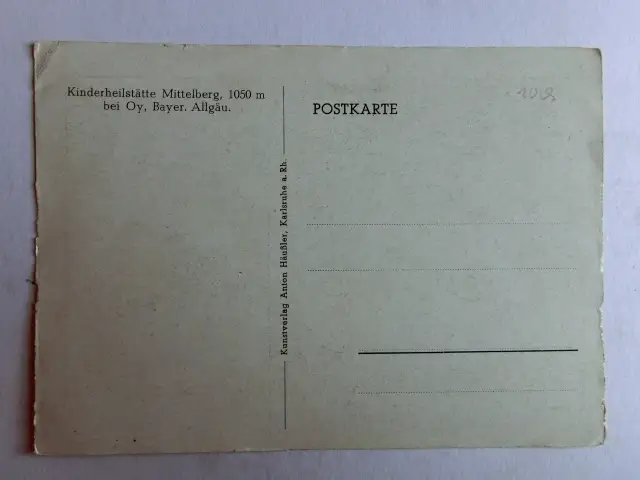 Kinderheilstätte Mittelberg, 1050 m
bei Oy, Bayer. Allgäu.
POSTKARTE
Kunstverlag Anton Häußler, Karlsruhe a. Rh.